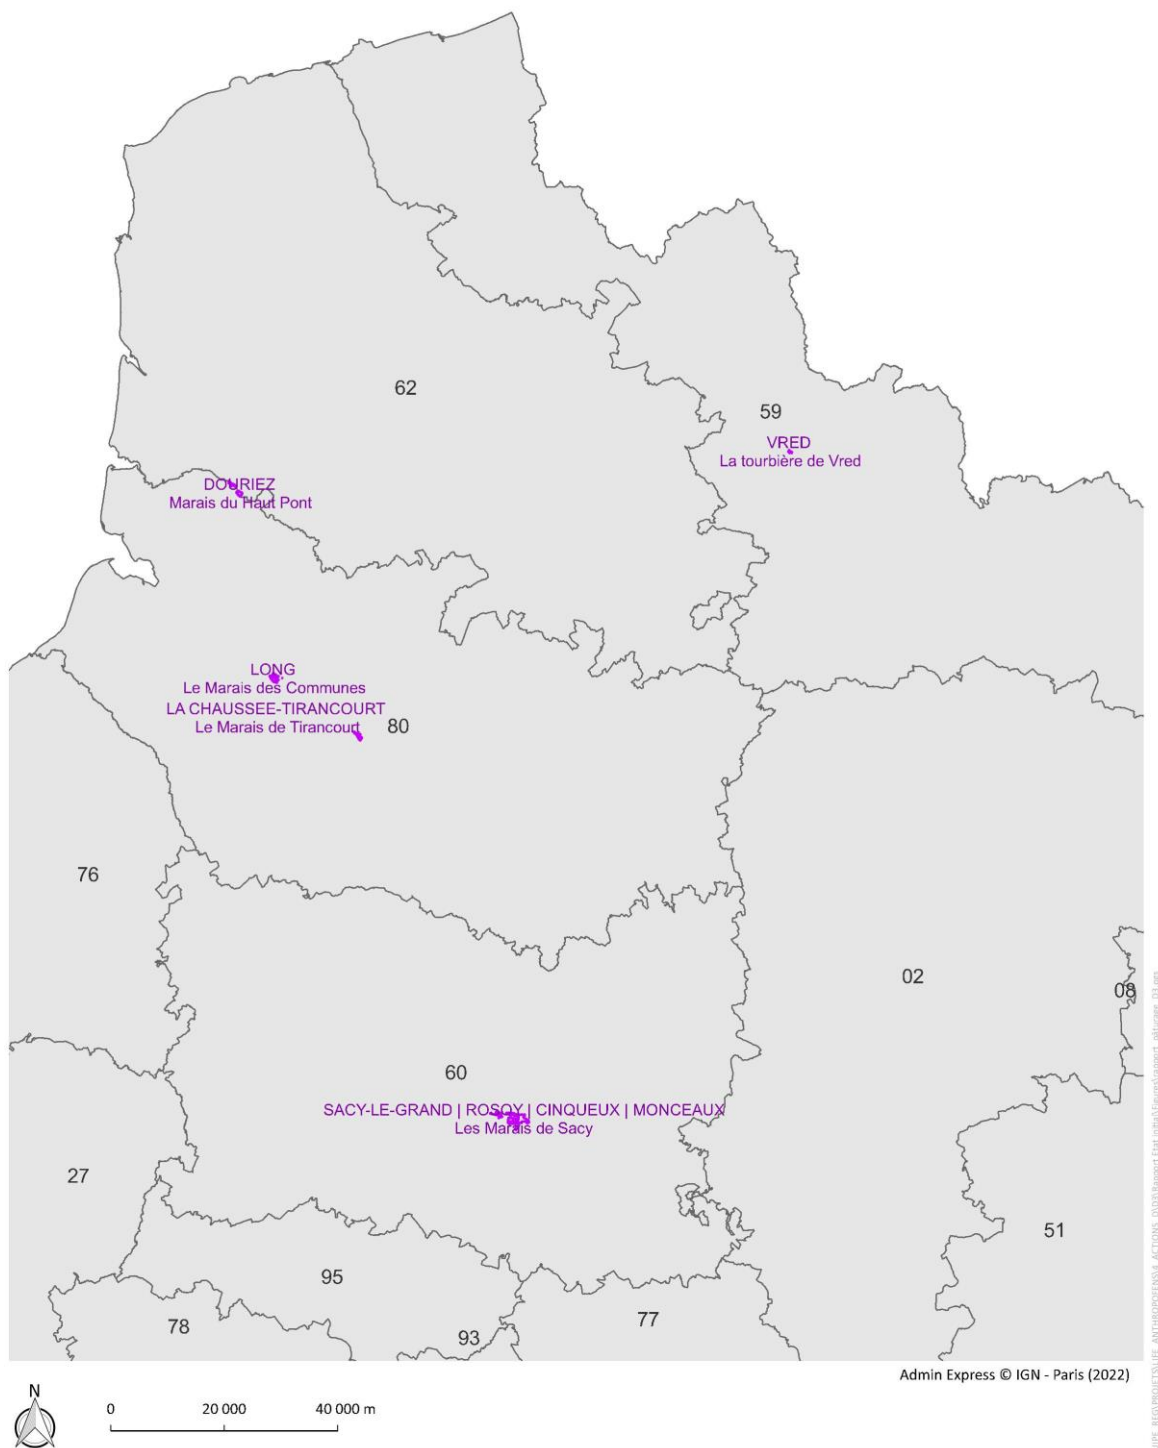 62
59
VRED
La tourbière de Vred
DOURIEZ
Marais du Haut Pont
LONG
Le Marais des Communes
LA CHAUSSEE-TIRANCOURT
Le Marais de Tirancourt
80
76
02
08
60
SACY-LE-GRAND | ROSOY | CINQUEUX | MONCEAUX
Les Marais de Sacy
27
51
95
78
93
77
Admin Express © IGN - Paris (2022)
N
0 20 000 40 000 m